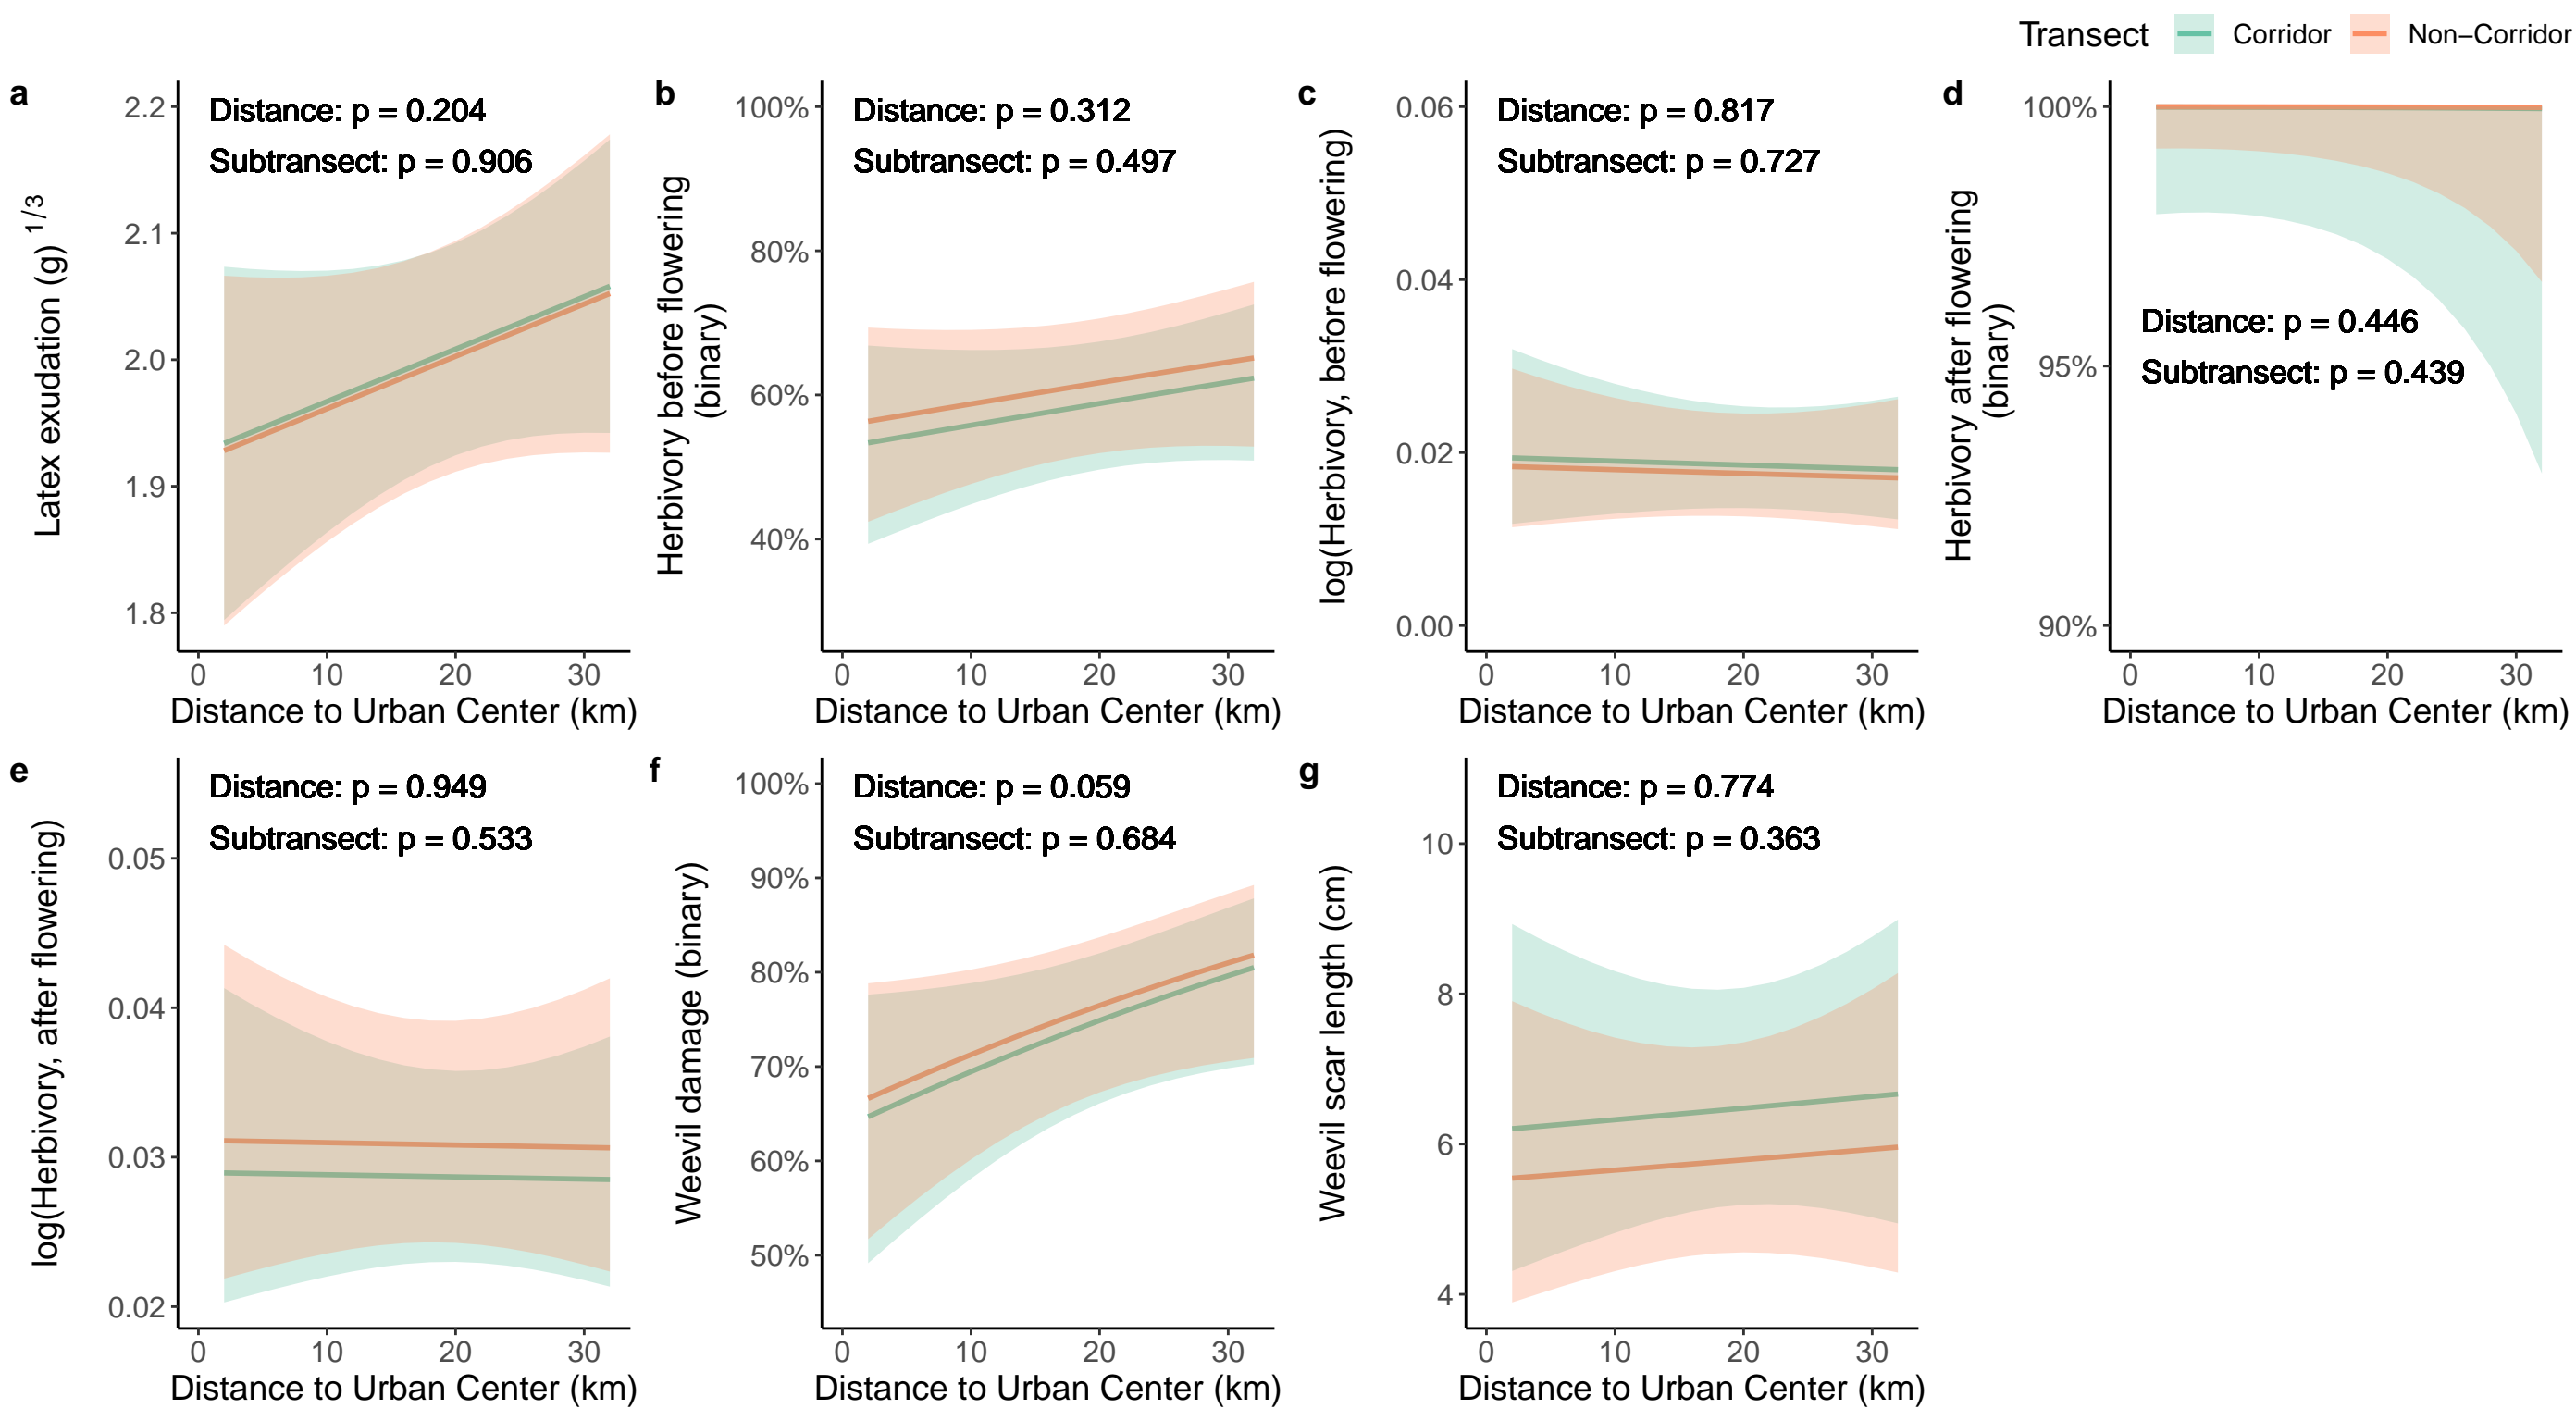 Transect Corridor Non−Corridor
a
Distance: p = 0.204
Subtransect: p = 0.906
Latex exudation (g) 1/3
2.2
2.1
2.0
1.9
1.8
0 10 20 30
Distance to Urban Center (km)
b
Distance: p = 0.312
Subtransect: p = 0.497
Herbivory before flowering
(binary)
100%
80%
60%
40%
0 10 20 30
Distance to Urban Center (km)
c
Distance: p = 0.817
Subtransect: p = 0.727
log(Herbivory, before flowering)
0.06
0.04
0.02
0.00
0 10 20 30
Distance to Urban Center (km)
d
Distance: p = 0.446
Subtransect: p = 0.439
Herbivory after flowering
(binary)
100%
95%
90%
0 10 20 30
Distance to Urban Center (km)
e
Distance: p = 0.949
Subtransect: p = 0.533
log(Herbivory, after flowering)
0.05
0.04
0.03
0.02
0 10 20 30
Distance to Urban Center (km)
f
Distance: p = 0.059
Subtransect: p = 0.684
Weevil damage (binary)
100%
90%
80%
70%
60%
50%
0 10 20 30
Distance to Urban Center (km)
g
Distance: p = 0.774
Subtransect: p = 0.363
Weevil scar length (cm)
10
8
6
4
0 10 20 30
Distance to Urban Center (km)